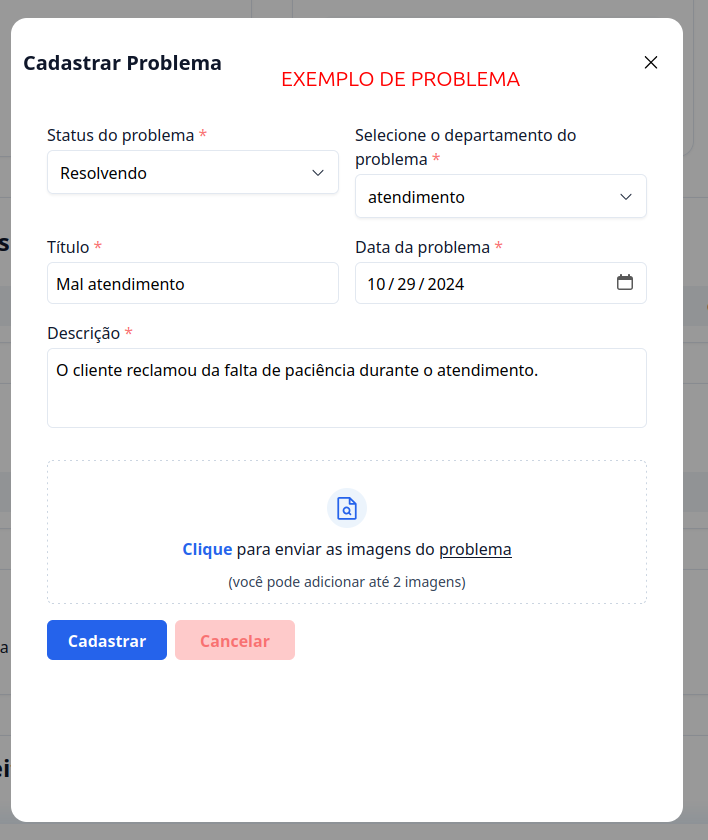 Cadastrar Problema
EXEMPLO DE PROBLEMA
Status do problema *
Resolvendo
Selecione o departamento do
problema *
atendimento
Título *
Mal atendimento
Data da problema *
10/29/2024
Descrição *
O cliente reclamou da falta de paciência durante o atendimento.
Clique para enviar as imagens do problema
(você pode adicionar até 2 imagens)
Cadastrar
Cancelar
s
a
ei